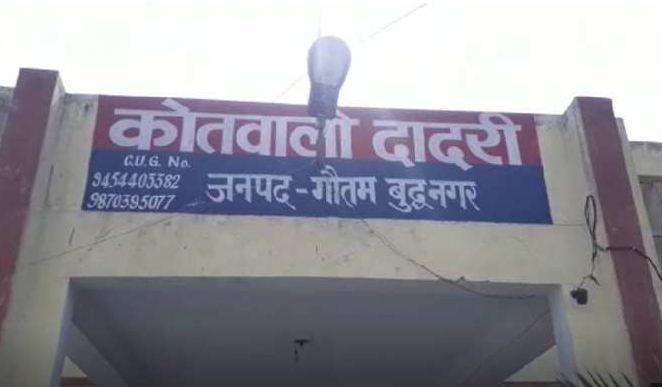 कोतवाली दादरी
C.U.G. No.
9454403382
9870395077
जनपद-गौतम बुद्धनगर